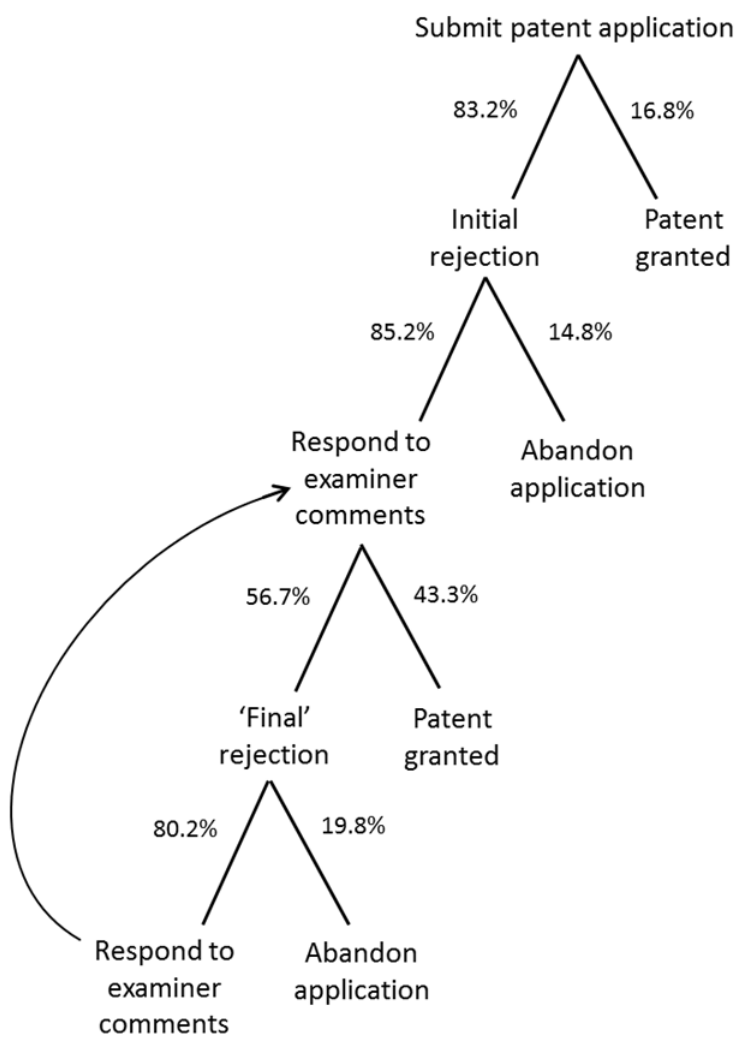 Submit patent application
83.2%
16.8%
Initial
rejection
Patent
granted
85.2%
14.8%
Respond to
examiner
comments
Abandon
application
56.7%
43.3%
‘Final’
rejection
Patent
granted
80.2%
19.8%
Respond to
examiner
comments
Abandon
application